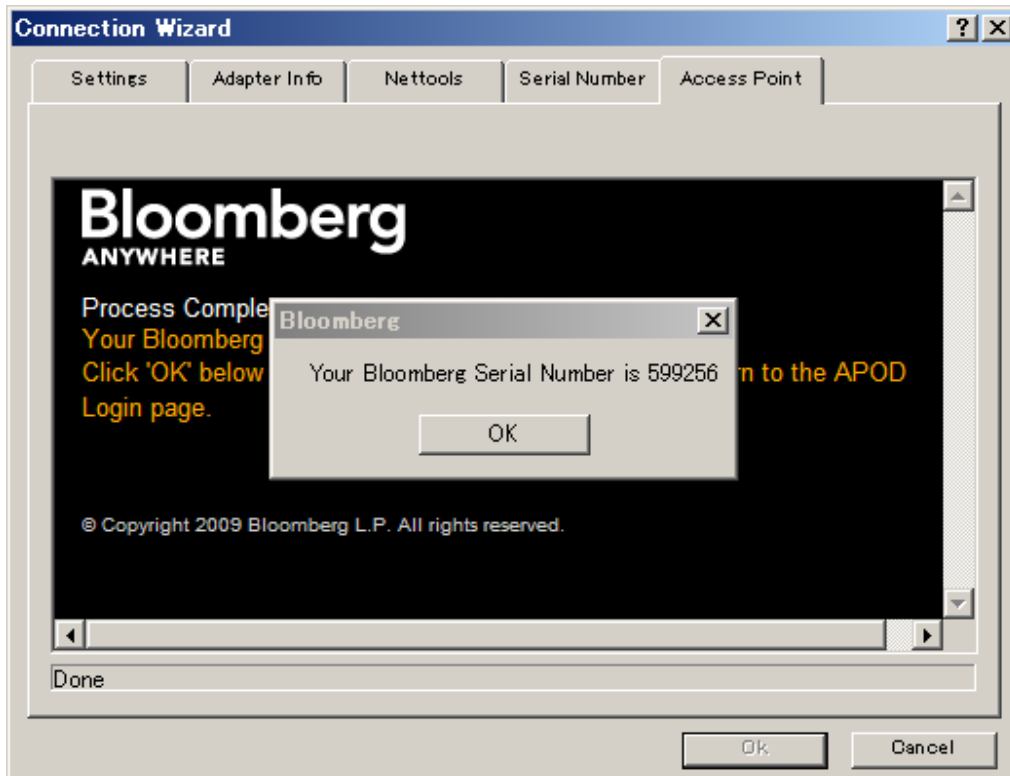 Connection Wizard
Settings
Adapter Info
Nettools
Serial Number
Access Point
Bloomberg
ANYWHERE
Process
Your Bloomberg
Click 'OK' below
n to the APOD
Login page.
Bloomberg
Your Bloomberg Serial Number is 599256
OK
© Copyright 2009 Bloomberg L.P. All rights reserved.
Done
Ok
Cancel